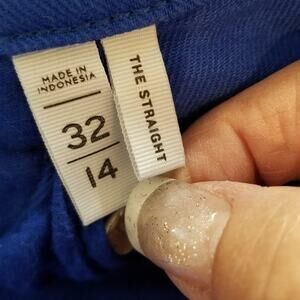 MADE IN
INDONESIA
32
14
THE STRAIGHT